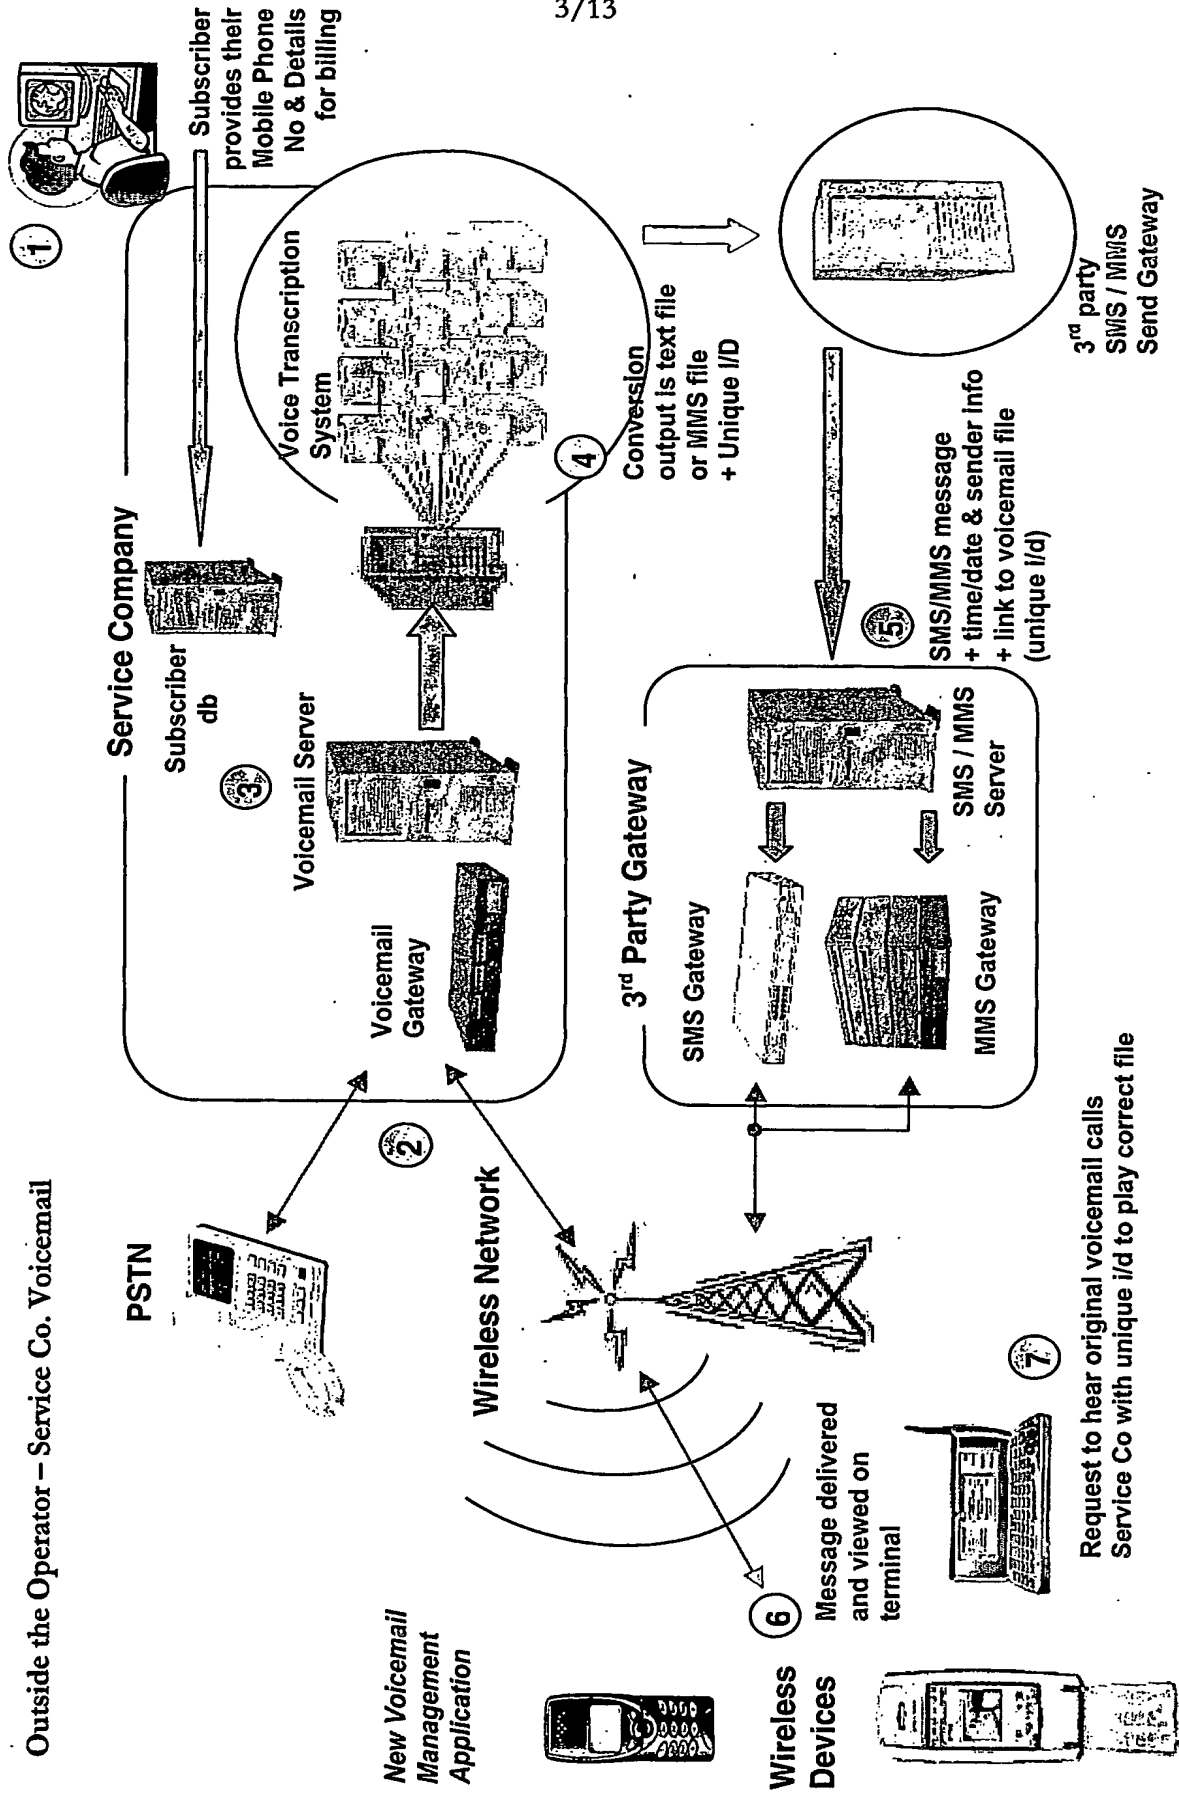 3/13
Outside the Operator – Service Co. Voicemail
1
Subscriber
provides their
Mobile Phone
No & Details
for billing
Service Company
Subscriber
db
3
Voicemail Server
Voicemail
Gateway
Voice Transcription
System
4
Conversion
output is text file
or MMS file
+ Unique I/D
PSTN
2
Wireless Network
3rd Party Gateway
SMS Gateway
MMS Gateway
SMS / MMS
Server
5
SMS/MMS message
+ time/date & sender info
+ link to voicemail file
(unique i/d)
3rd party
SMS / MMS
Send Gateway
New Voicemail
Management
Application
Wireless
Devices
6
Message delivered
and viewed on
terminal
7
Request to hear original voicemail calls
Service Co with unique i/d to play correct file